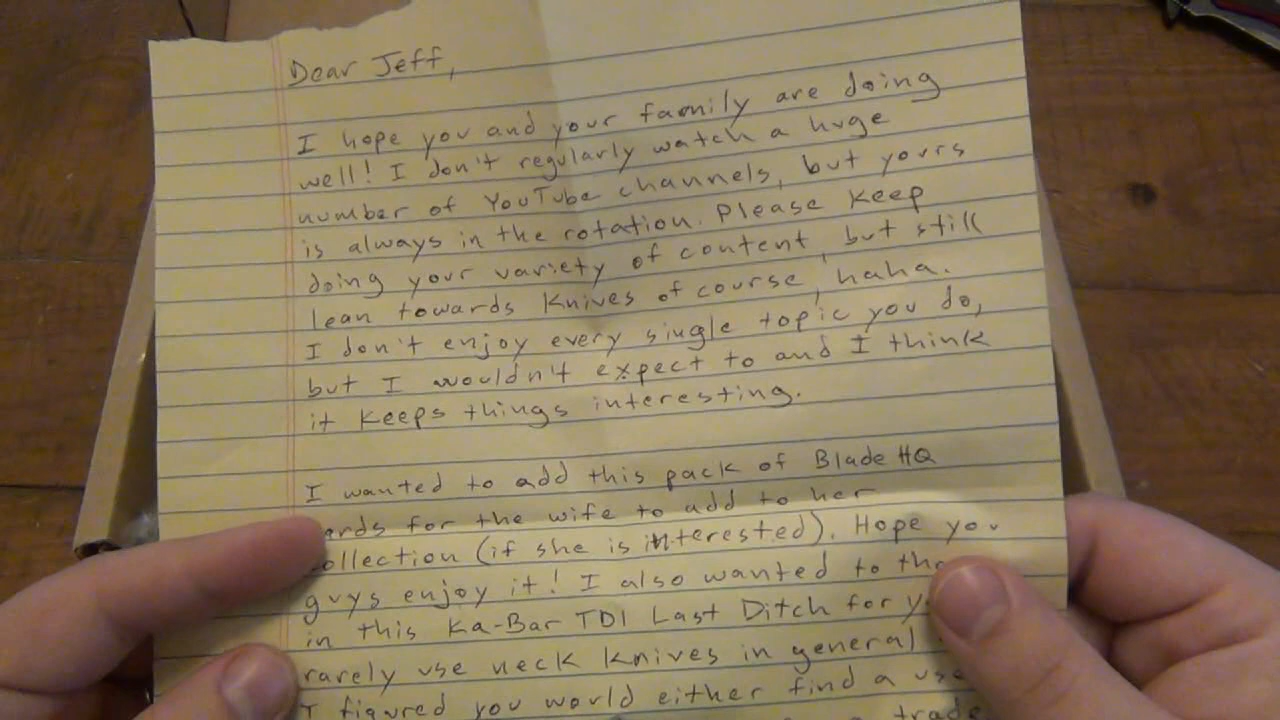 Dear Jeff,
I hope you and your family are doing
well! I don't regularly watch a huge
number of YouTube channels, but yours
is always in the rotation. Please keep
doing your variety of content, but still
lean towards knives of course, haha.
I don't enjoy every single topic you do,
but I wouldn't expect to and I think
it keeps things interesting.
I wanted to add this pack of Blade HQ
for the wife to add to her
(if she is interested). Hope you
guys enjoy it! I also wanted to
in this Ka-Bar TDI Last Ditch for
rarely use neck knives in general
I figured you would either find a